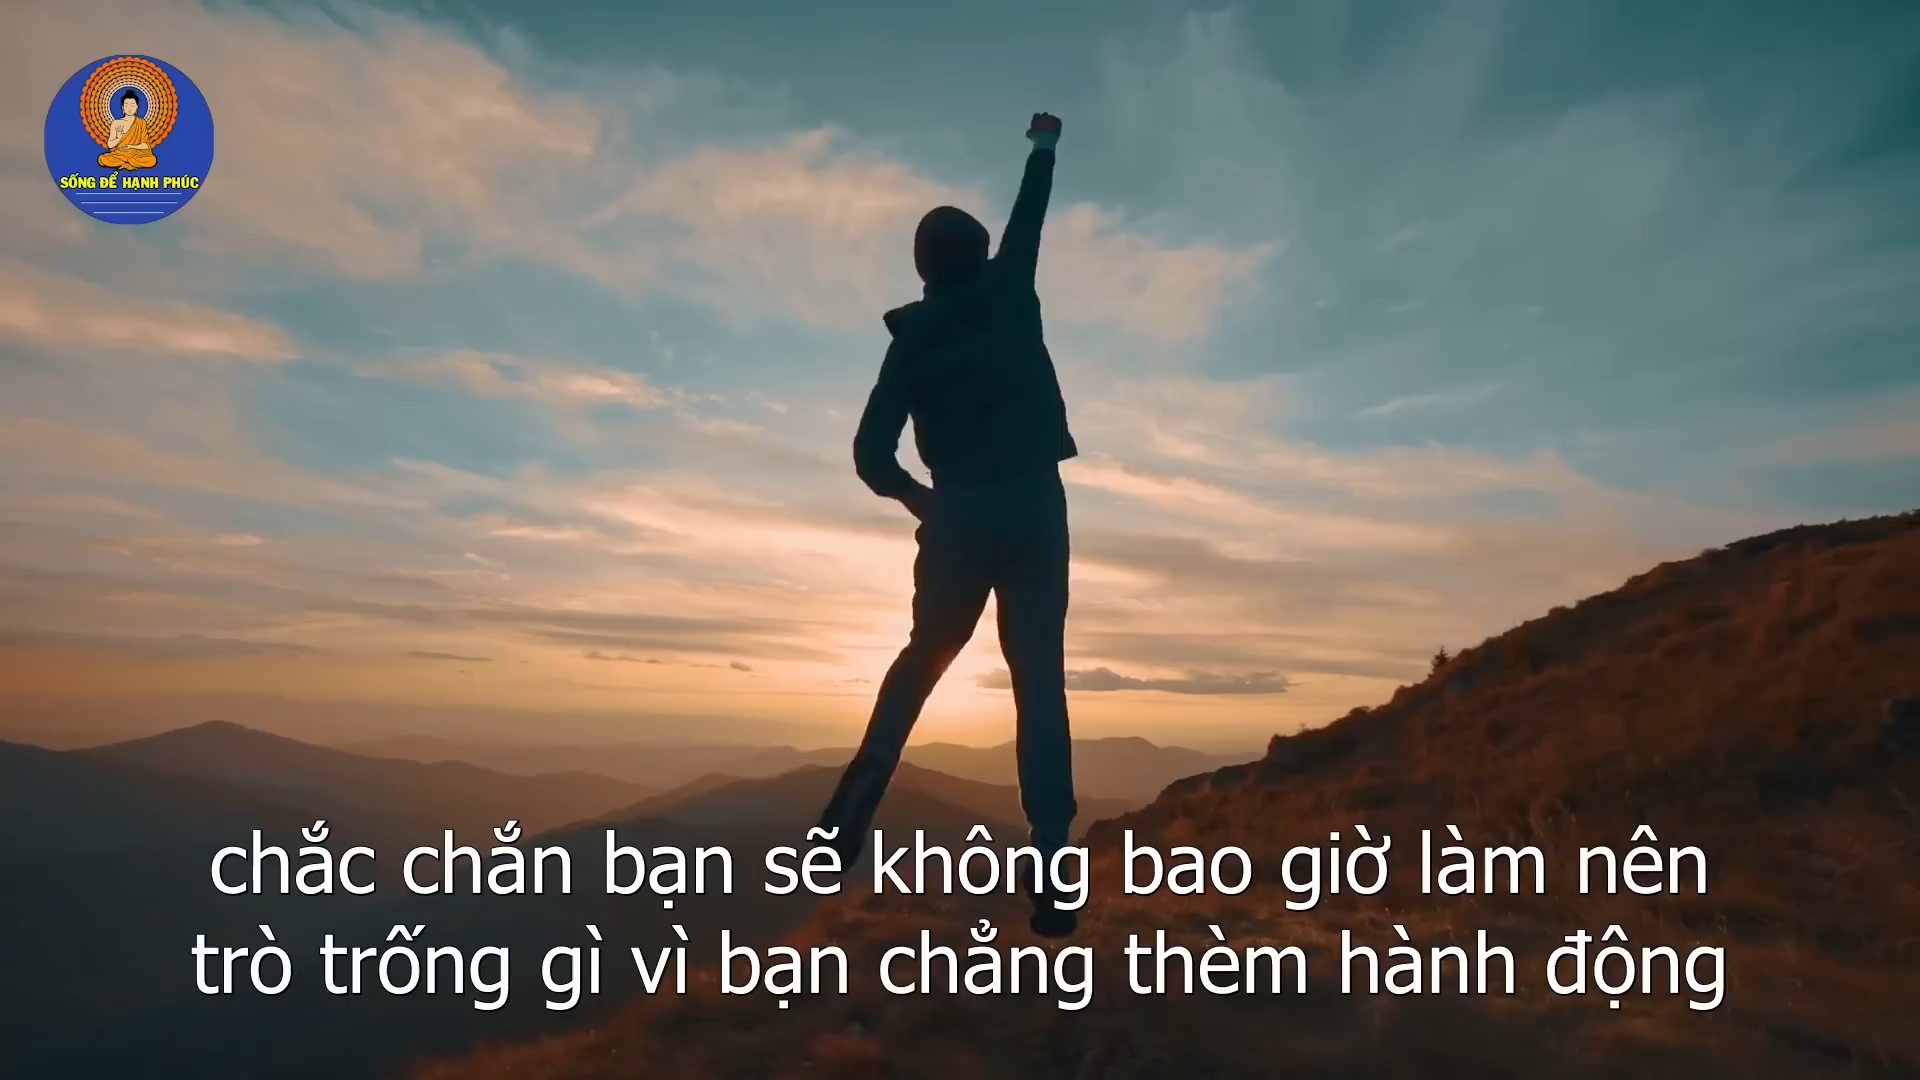 SỐNG ĐỂ HẠNH PHÚC
chắc chắn bạn sẽ không bao giờ làm nên
trò trống gì vì bạn chẳng thèm hành động